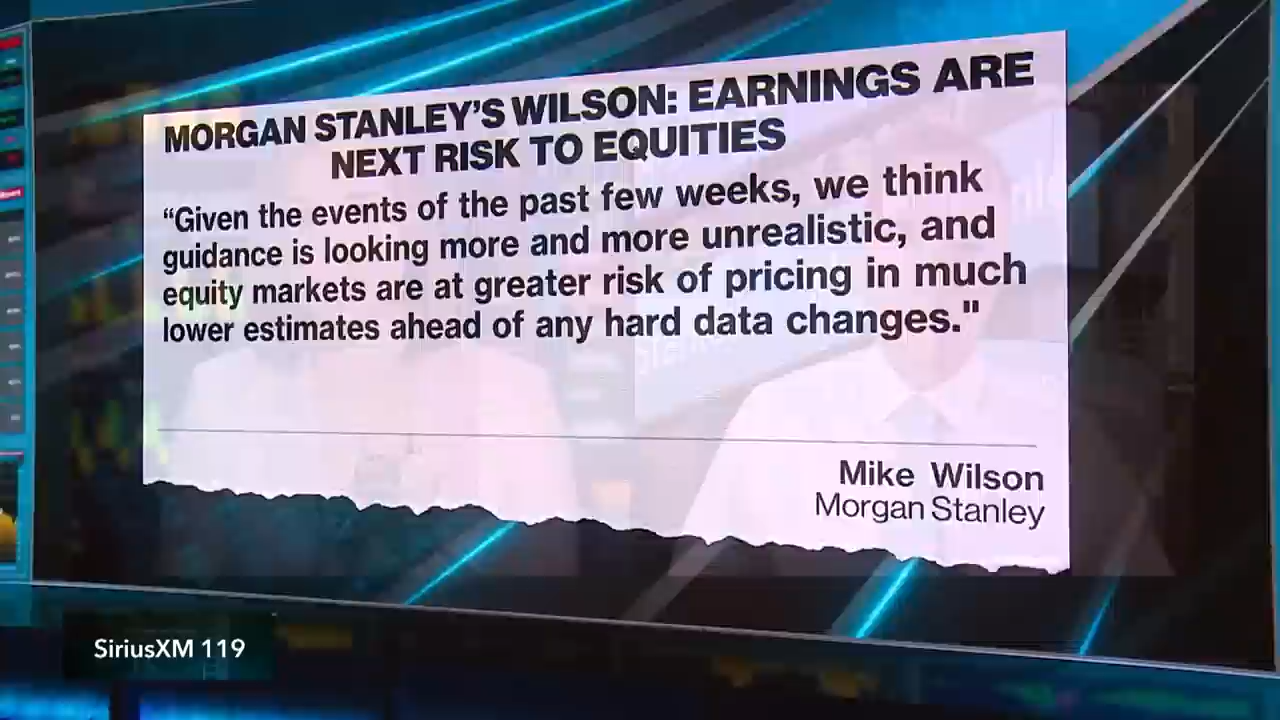 MORGAN STANLEY'S WILSON: EARNINGS ARE
NEXT RISK TO EQUITIES
“Given the events of the past few weeks, we think
guidance is looking more and more unrealistic, and
equity markets are at greater risk of pricing in much
lower estimates ahead of any hard data changes."
Mike Wilson
Morgan Stanley
SiriusXM 119